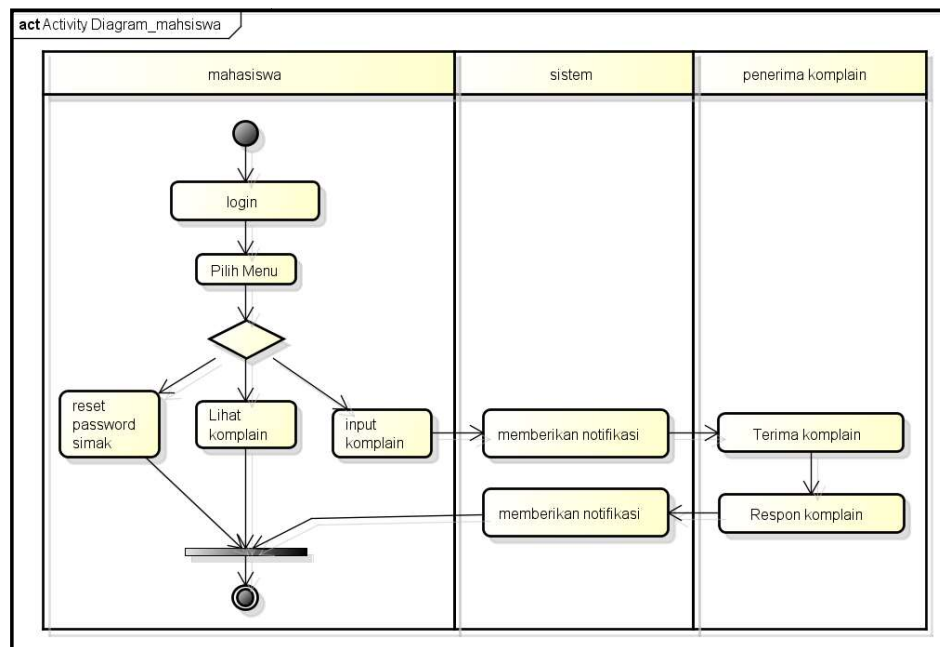 act Activity Diagram_mahsiswa
mahasiswa
sistem
penerima komplain
login
Pilih Menu
reset
password
simak
Lihat
komplain
input
komplain
memberikan notifikasi
Terima komplain
memberikan notifikasi
Respon komplain